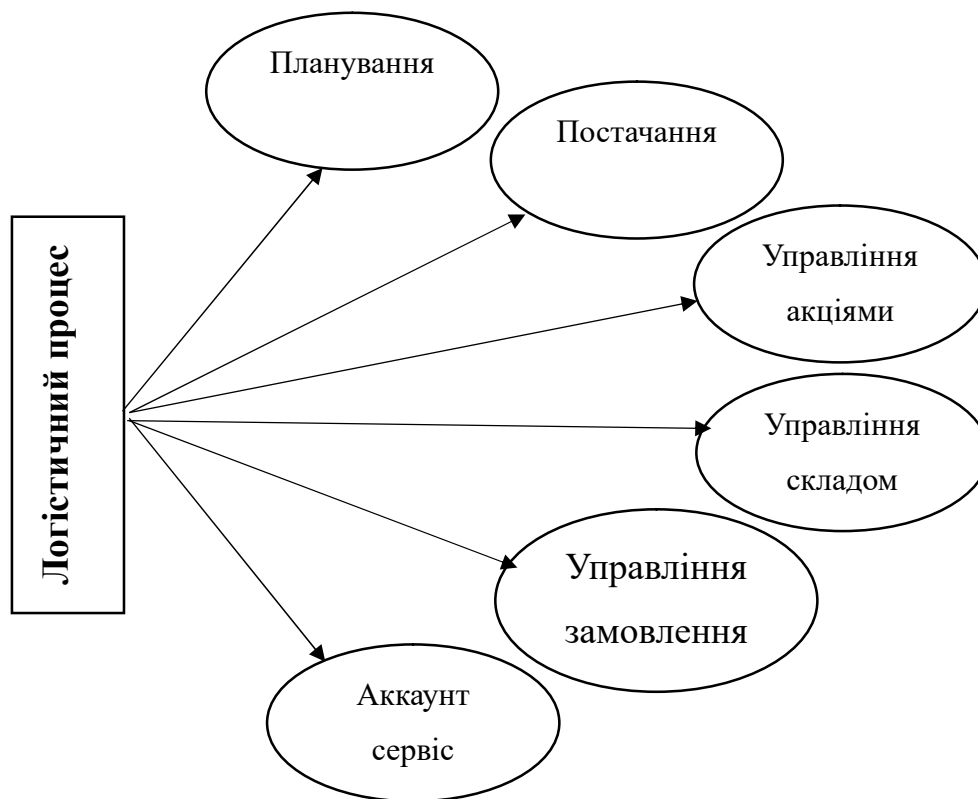 Планування
Постачання
Управління
акціями
Логістичний процес
Управління
складом
Управління
замовлення
Аккаунт
сервіс